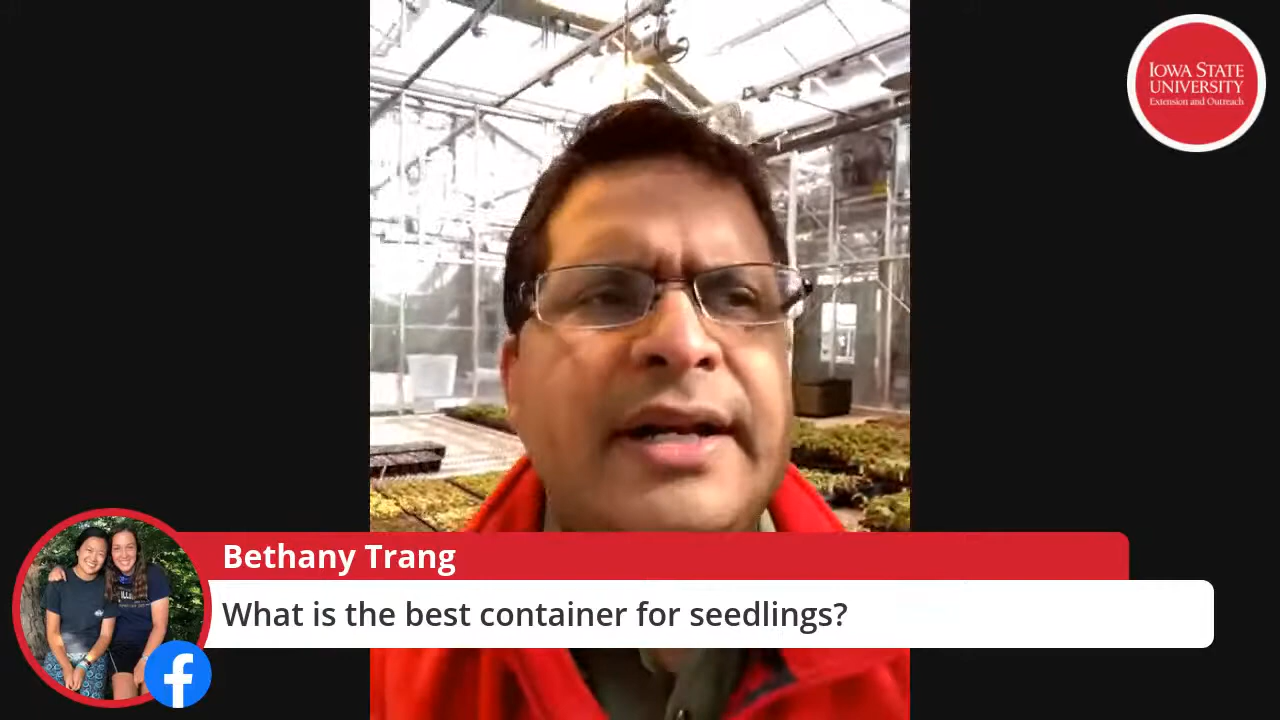 IOWA STATE
UNIVERSITY
Extension and Outreach
Bethany Trang
What is the best container for seedlings?